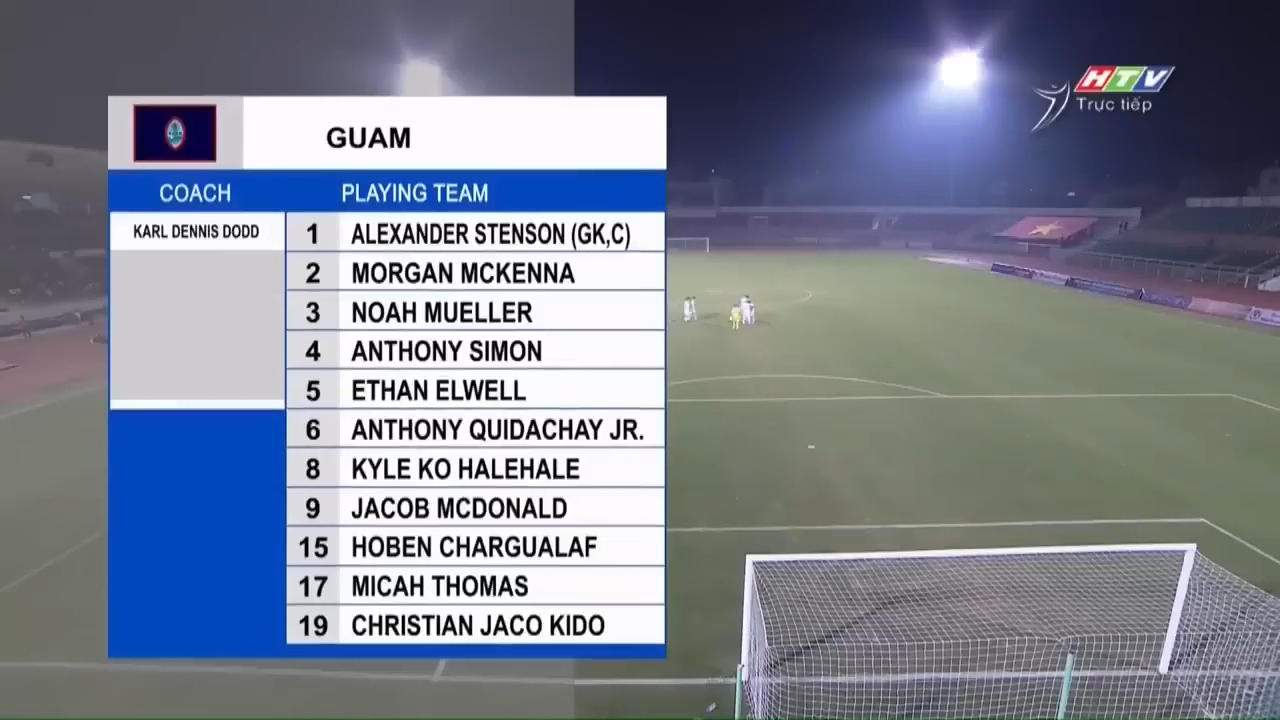 HTV
Trực tiếp
GUAM
COACH
PLAYING TEAM
KARL DENNIS DODD
1 ALEXANDER STENSON (GK,C)
2 MORGAN MCKENNA
3 NOAH MUELLER
4 ANTHONY SIMON
5 ETHAN ELWELL
6 ANTHONY QUIDACHAY JR.
8 KYLE KO HALEHALE
9 JACOB MCDONALD
15 HOBEN CHARGUALAF
17 MICAH THOMAS
19 CHRISTIAN JACO KIDO